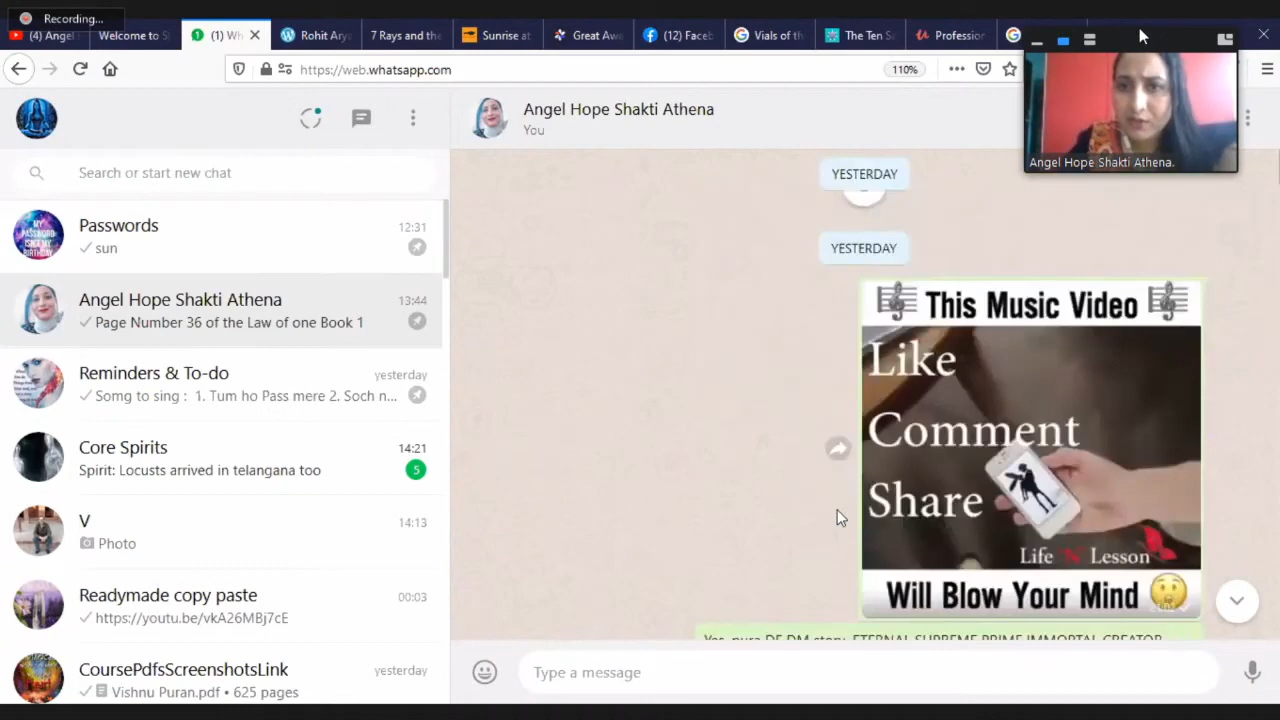 Recording...
(4) Angel
Welcome to S
(1) Wh
Rohit Arya
7 Rays and the
Sunrise at
Great Aw
(12) Faceb
Vials of th
The Ten Se
Profession
https://web.whatsapp.com
110%
Angel Hope Shakti Athena
You
Angel Hope Shakti Athena.
Search or start new chat
YESTERDAY
YESTERDAY
Passwords
12:31
sun
Angel Hope Shakti Athena
13:44
Page Number 38 of the Law of one Book 1
Reminders & To-do
yesterday
Somg to sing : 1. Tum ho Pass mere 2. Soch n...
Core Spirits
14:21
Spirit: Locusts arrived in telangana too
5
V
14:13
Photo
Readymade copy paste
00:03
https://youtu.be/vkA26MBj7cE
CoursePdfsScreenshotsLink
yesterday
Vishnu Puran.pdf • 625 pages
This Music Video
Like
Comment
Share
Life N Lesson
Will Blow Your Mind
Yes, pura DF DM story, ETERNAL SUPREME PRIME IMMORTAL CREATOR
Type a message